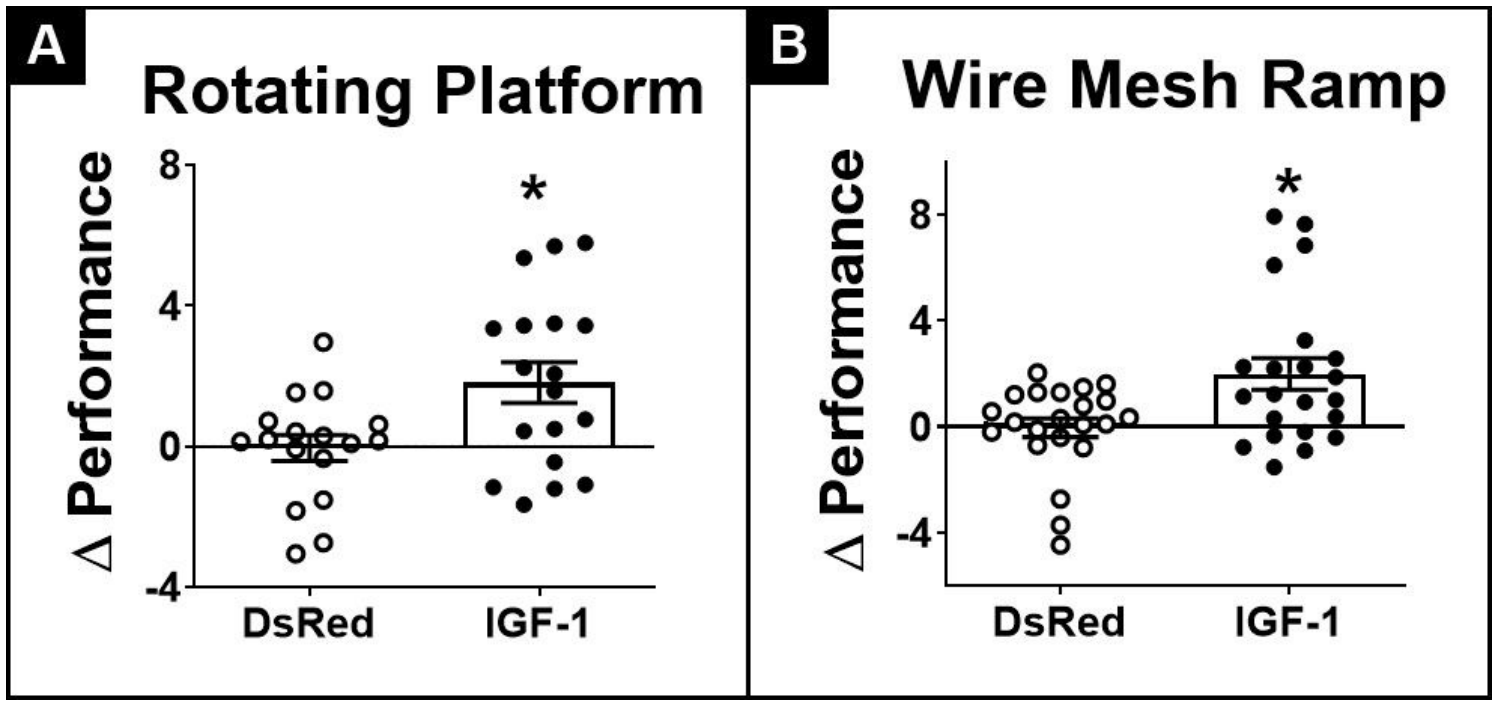 A
Rotating Platform
Δ Performance
8
4
0
-4
*
DsRed
IGF-1
B
Wire Mesh Ramp
Δ Performance
8
4
0
-4
*
DsRed
IGF-1